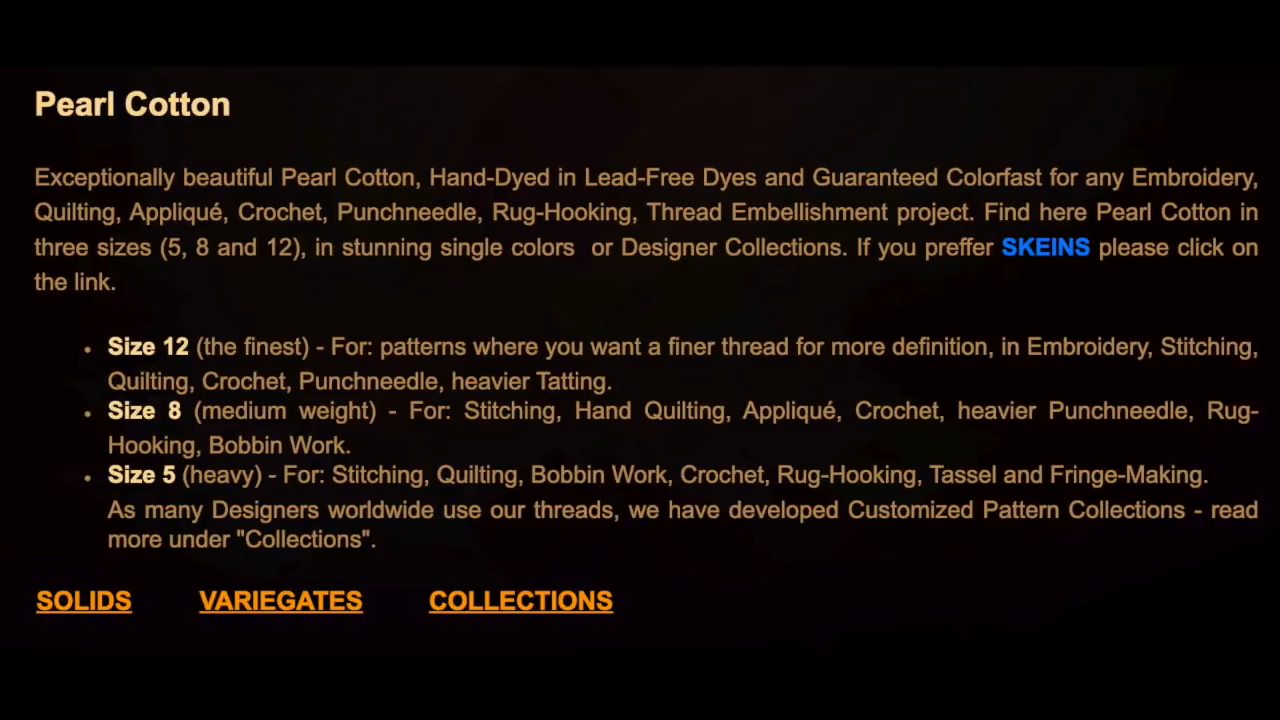 Pearl Cotton
Exceptionally beautiful Pearl Cotton, Hand-Dyed in Lead-Free Dyes and Guaranteed Colorfast for any Embroidery,
Quilting, Appliqué, Crochet, Punchneedle, Rug-Hooking, Thread Embellishment project. Find here Pearl Cotton in
three sizes (5, 8 and 12), in stunning single colors or Designer Collections. If you preffer SKEINS please click on
the link.
• Size 12 (the finest) - For: patterns where you want a finer thread for more definition, in Embroidery, Stitching,
Quilting, Crochet, Punchneedle, heavier Tatting.
• Size 8 (medium weight) - For: Stitching, Hand Quilting, Appliqué, Crochet, heavier Punchneedle, Rug-
Hooking, Bobbin Work.
• Size 5 (heavy) - For: Stitching, Quilting, Bobbin Work, Crochet, Rug-Hooking, Tassel and Fringe-Making.
As many Designers worldwide use our threads, we have developed Customized Pattern Collections - read
more under "Collections".
SOLIDS VARIEGATES COLLECTIONS